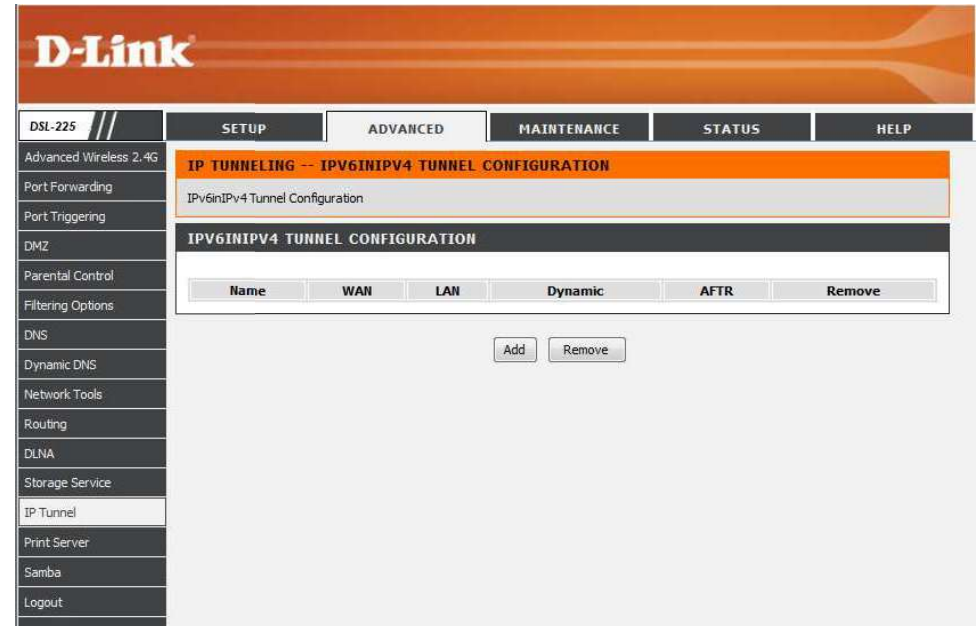 D-Link
DSL-225 // SETUP ADVANCED MAINTENANCE STATUS HELP
Advanced Wireless 2.4G
Port Forwarding
Port Triggering
DMZ
Parental Control
Filtering Options
DNS
Dynamic DNS
Network Tools
Routing
DLNA
Storage Service
IP Tunnel
Print Server
Samba
Logout
IP TUNNELING -- IPV6INIPV4 TUNNEL CONFIGURATION
IPv6inIPv4 Tunnel Configuration
IPV6INIPV4 TUNNEL CONFIGURATION
Name WAN LAN Dynamic AFTR Remove
Add Remove